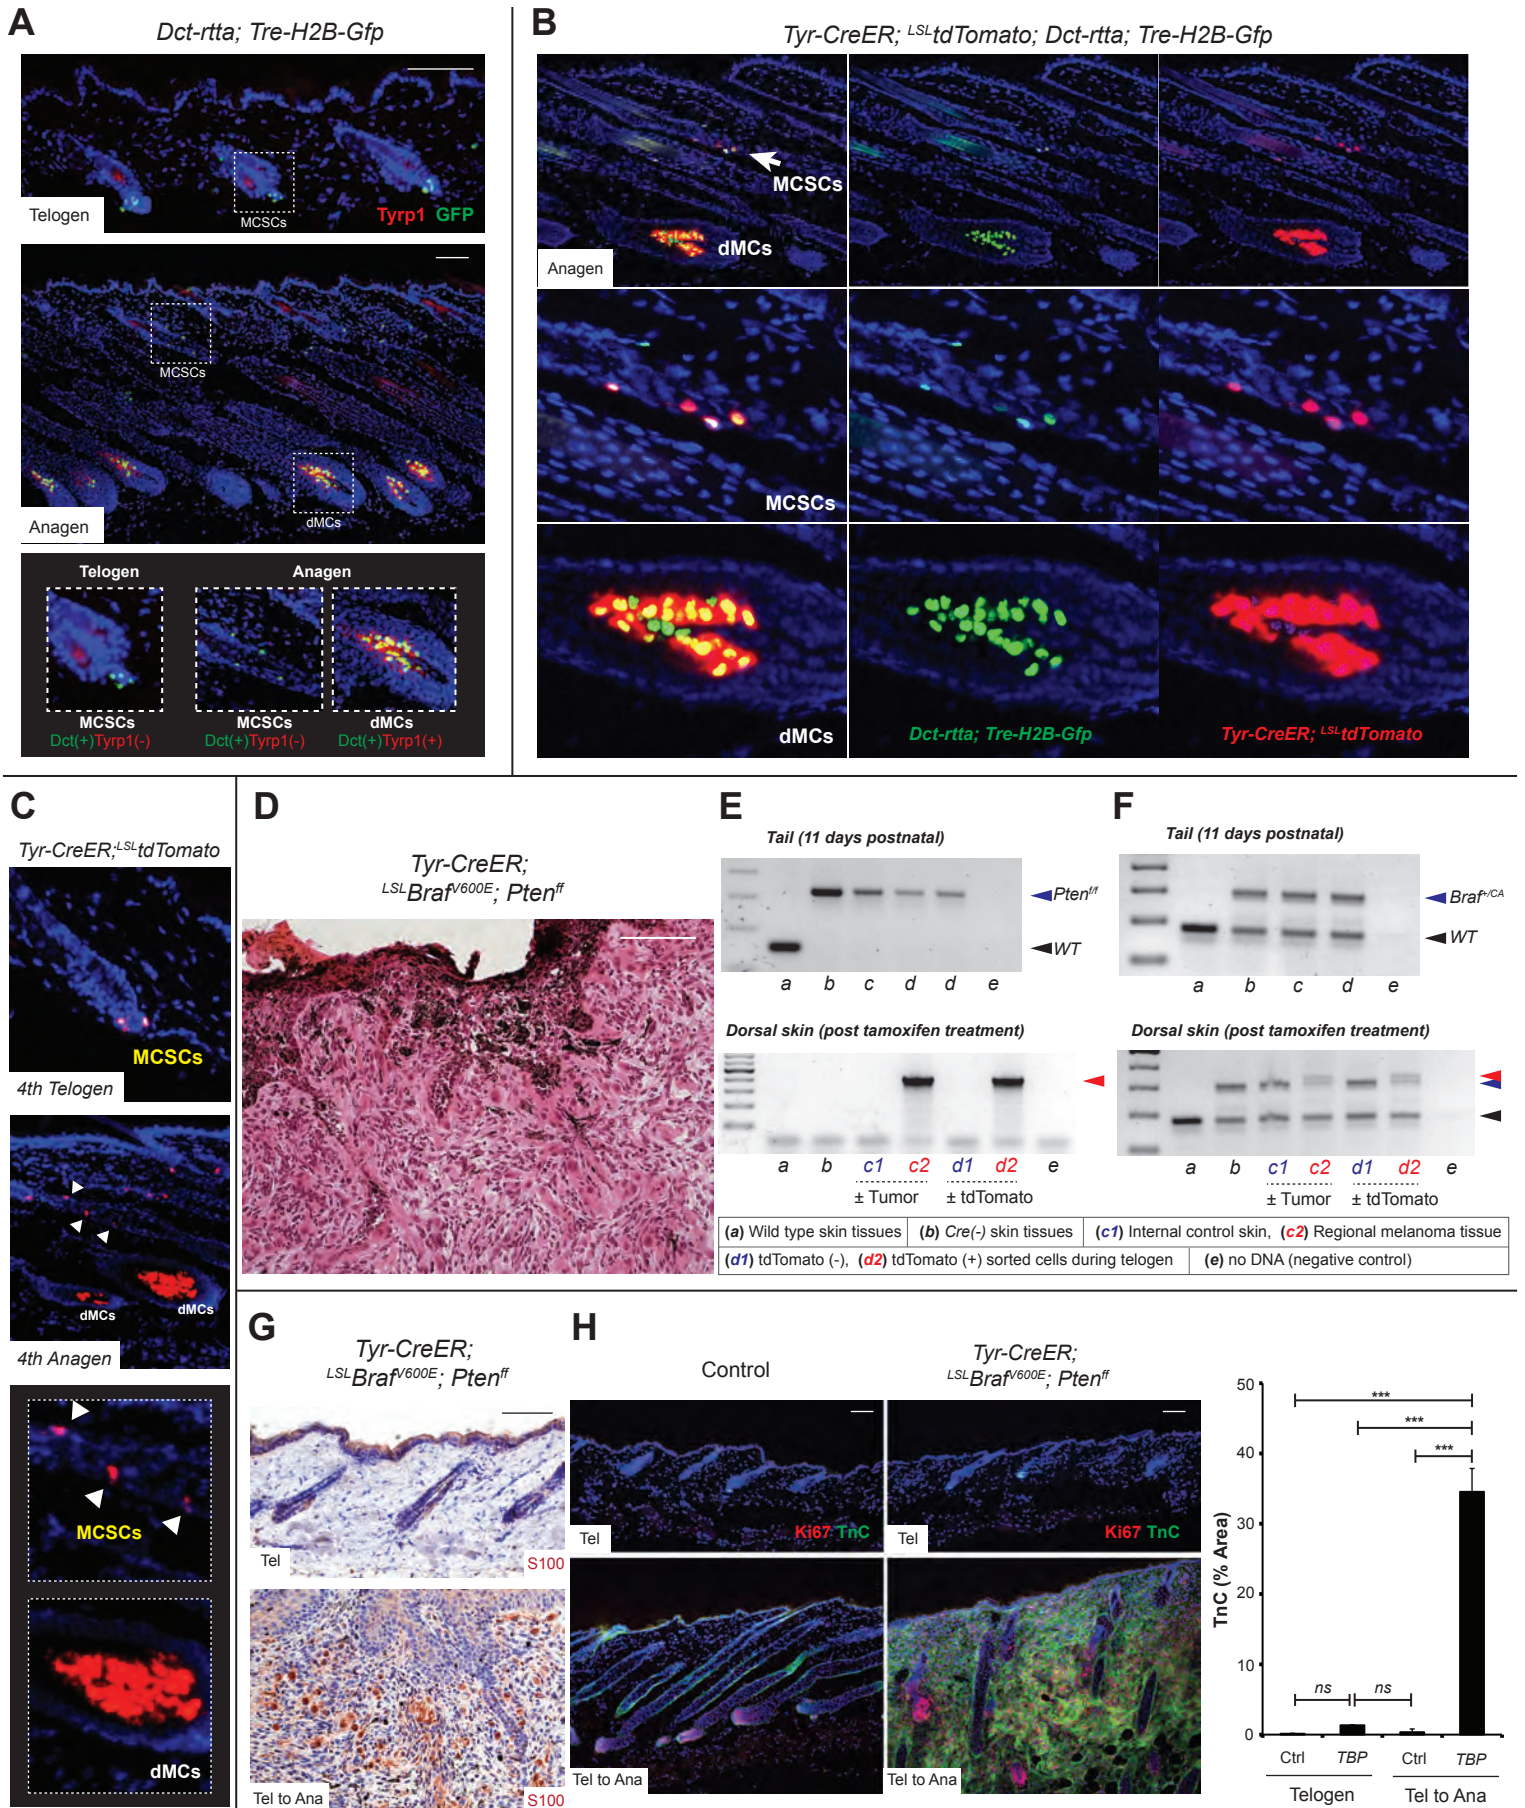 A
Dct-rtta; Tre-H2B-Gfp
Telogen
MCSCs
Tyrp1 GFP
MCSCs
Anagen
dMCs
Telogen
Anagen
MCSCs
MCSCs
dMCs
Dct(+)Tyrp1(-)
Dct(+)Tyrp1(-)
Dct(+)Tyrp1(+)
B
Tyr-CreER; LSLtdTomato; Dct-rtta; Tre-H2B-Gfp
MCSCs
dMCs
Anagen
MCSCs
dMCs
Dct-rtta; Tre-H2B-Gfp
Tyr-CreER; LSLtdTomato
C
Tyr-CreER;LSLtdTomato
MCSCs
4th Telogen
dMCs
dMCs
4th Anagen
MCSCs
dMCs
D
Tyr-CreER;
LSLBrafV600E; Ptenff
E
Tail (11 days postnatal)
Ptenf/f
WT
a b c d d e
Dorsal skin (post tamoxifen treatment)
a b c1 c2 d1 d2 e
± Tumor ± tdTomato
F
Tail (11 days postnatal)
Braf+/CA
WT
a b c d e
Dorsal skin (post tamoxifen treatment)
a b c1 c2 d1 d2 e
± Tumor ± tdTomato
(a) Wild type skin tissues (b) Cre(-) skin tissues (c1) Internal control skin, (c2) Regional melanoma tissue
(d1) tdTomato (-), (d2) tdTomato (+) sorted cells during telogen (e) no DNA (negative control)
G
Tyr-CreER;
LSLBrafV600E; Ptenff
Tel
S100
Tel to Ana
S100
H
Control
Tyr-CreER;
LSLBrafV600E; Ptenff
Tel
Ki67 TnC
Tel
Ki67 TnC
Tel to Ana
Tel to Ana
TnC (% Area)
50
40
30
20
10
0
***
***
***
ns
ns
Ctrl TBP Ctrl TBP
Telogen Tel to Ana